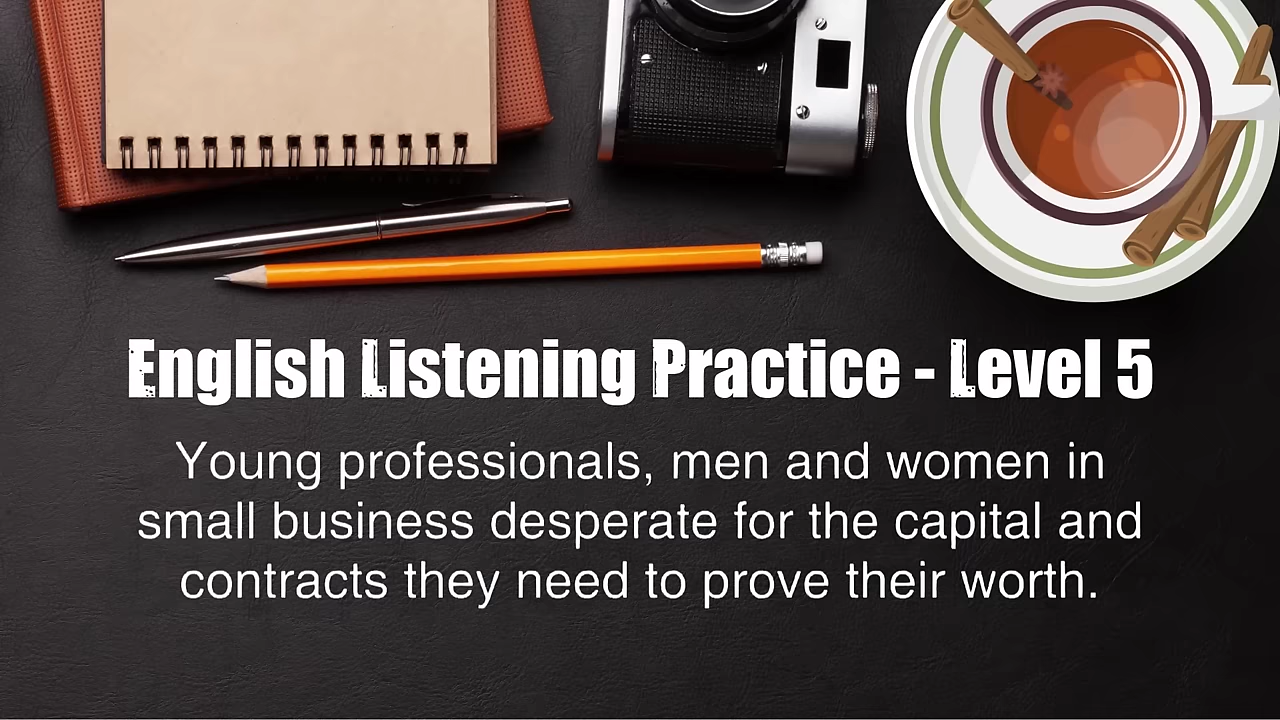 English Listening Practice - Level 5
Young professionals, men and women in
small business desperate for the capital and
contracts they need to prove their worth.